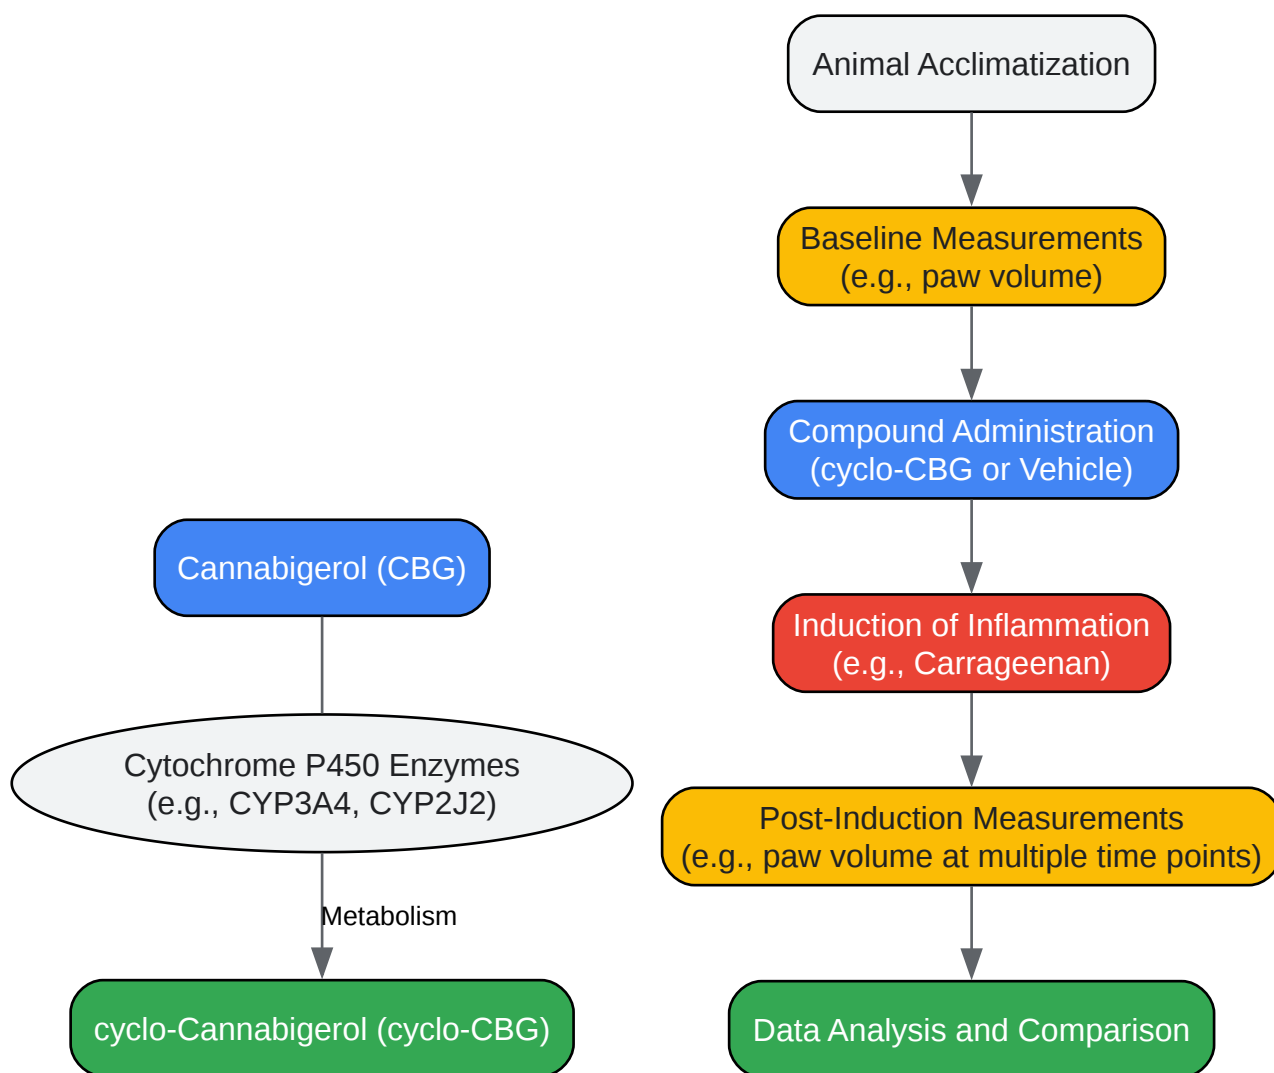 Cannabigerol (CBG)
Cytochrome P450 Enzymes
(e.g., CYP3A4, CYP2J2)
Metabolism
cyclo-Cannabigerol (cyclo-CBG)
Animal Acclimatization
Baseline Measurements
(e.g., paw volume)
Compound Administration
(cyclo-CBG or Vehicle)
Induction of Inflammation
(e.g., Carrageenan)
Post-Induction Measurements
(e.g., paw volume at multiple time points)
Data Analysis and Comparison